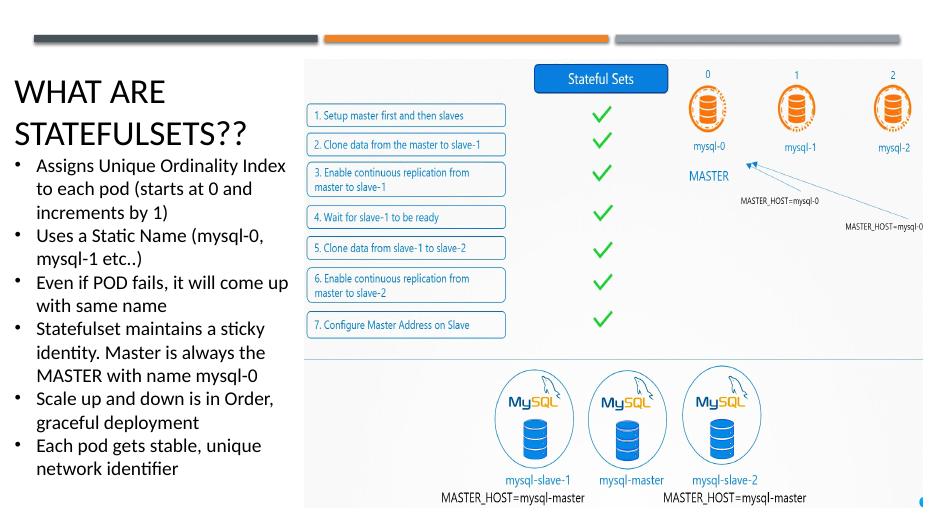 WHAT ARE
STATEFULSETS??
• Assigns Unique Ordinality Index
to each pod (starts at 0 and
increments by 1)
• Uses a Static Name (mysql-0,
mysql-1 etc..)
• Even if POD fails, it will come up
with same name
• Statefulset maintains a sticky
identity. Master is always the
MASTER with name mysql-0
• Scale up and down is in Order,
graceful deployment
• Each pod gets stable, unique
network identifier
Stateful Sets
1. Setup master first and then slaves
2. Clone data from the master to slave-1
3. Enable continuous replication from
master to slave-1
4. Wait for slave-1 to be ready
5. Clone data from slave-1 to slave-2
6. Enable continuous replication from
master to slave-2
7. Configure Master Address on Slave
0 1 2
mysql-0 mysql-1 mysql-2
MASTER
MASTER_HOST=mysql-0
MASTER_HOST=mysql-0
MySQL MySQL MySQL
mysql-slave-1 mysql-master mysql-slave-2
MASTER_HOST=mysql-master MASTER_HOST=mysql-master